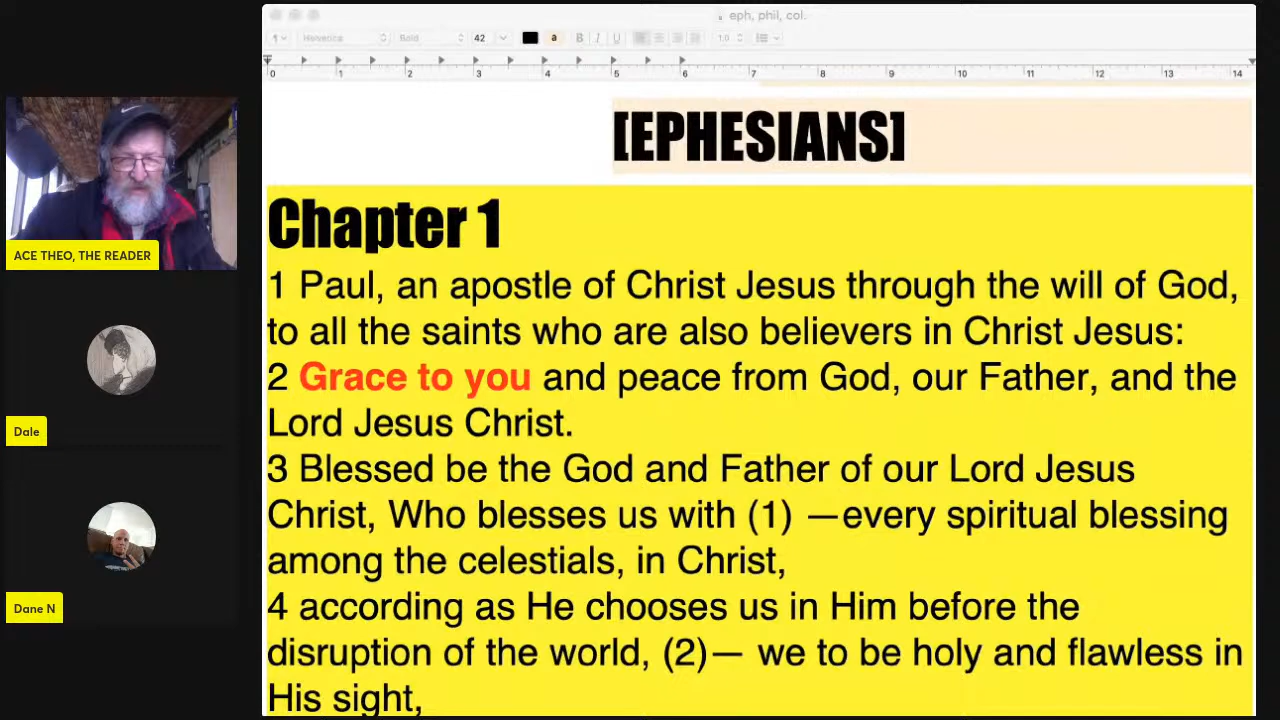 eph, phil, col.
Helvetica
Bold
42
a
B I U
1.0
0 1 2 3 4 5 6 7 8 9 10 11 12 13 14
[EPHESIANS]
Chapter 1
1 Paul, an apostle of Christ Jesus through the will of God,
to all the saints who are also believers in Christ Jesus:
2 Grace to you and peace from God, our Father, and the
Lord Jesus Christ.
3 Blessed be the God and Father of our Lord Jesus
Christ, Who blesses us with (1) —every spiritual blessing
among the celestials, in Christ,
4 according as He chooses us in Him before the
disruption of the world, (2)— we to be holy and flawless in
His sight,
ACE THEO, THE READER
Dale
Dane N